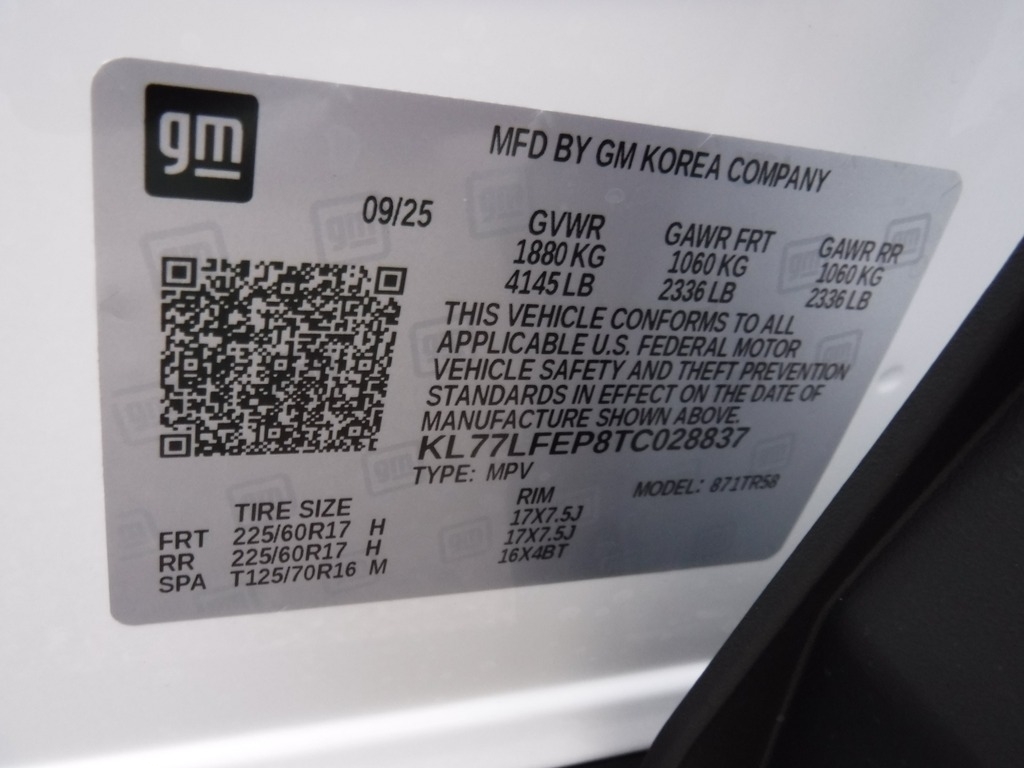 gm
MFD BY GM KOREA COMPANY
09/25
GVWR GAWR FRT GAWR RR
1880 KG 1060 KG 1060 KG
4145 LB 2336 LB 2336 LB
THIS VEHICLE CONFORMS TO ALL
APPLICABLE U.S. FEDERAL MOTOR
VEHICLE SAFETY AND THEFT PREVENTION
STANDARDS IN EFFECT ON THE DATE OF
MANUFACTURE SHOWN ABOVE.
KL77LFEP8TC028837
TYPE: MPV MODEL: 871TR58
TIRE SIZE RIM
FRT 225/60R17 H 17X7.5J
RR 225/60R17 H 17X7.5J
SPA T125/70R16 M 16X4BT